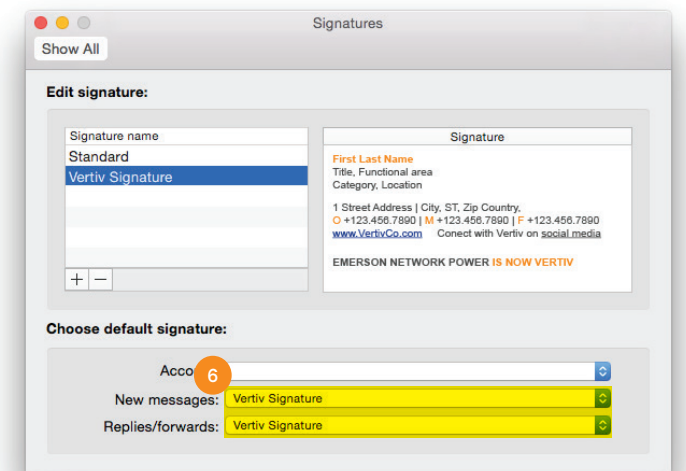 Signatures
Show All
Edit signature:
Signature name
Standard
Vertiv Signature
Signature
First Last Name
Title, Functional area
Category, Location
1 Street Address | City, ST, Zip Country,
O +123.456.7890 | M +123.456.7890 | F +123.456.7890
www.VertivCo.com Conect with Vertiv on social media
EMERSON NETWORK POWER IS NOW VERTIV
+ −
Choose default signature:
Acco
6
New messages: Vertiv Signature
Replies/forwards: Vertiv Signature